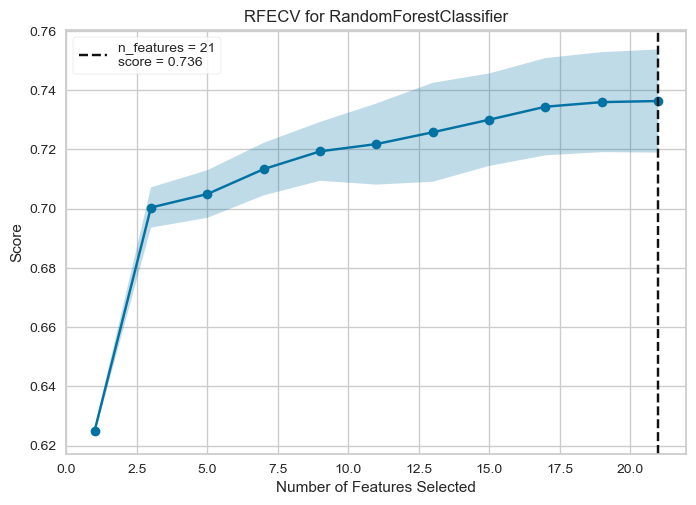 RFECV for RandomForestClassifier
n_features = 21
score = 0.736
0.76
0.74
0.72
0.70
0.68
0.66
0.64
0.62
Score
0.0 2.5 5.0 7.5 10.0 12.5 15.0 17.5 20.0
Number of Features Selected